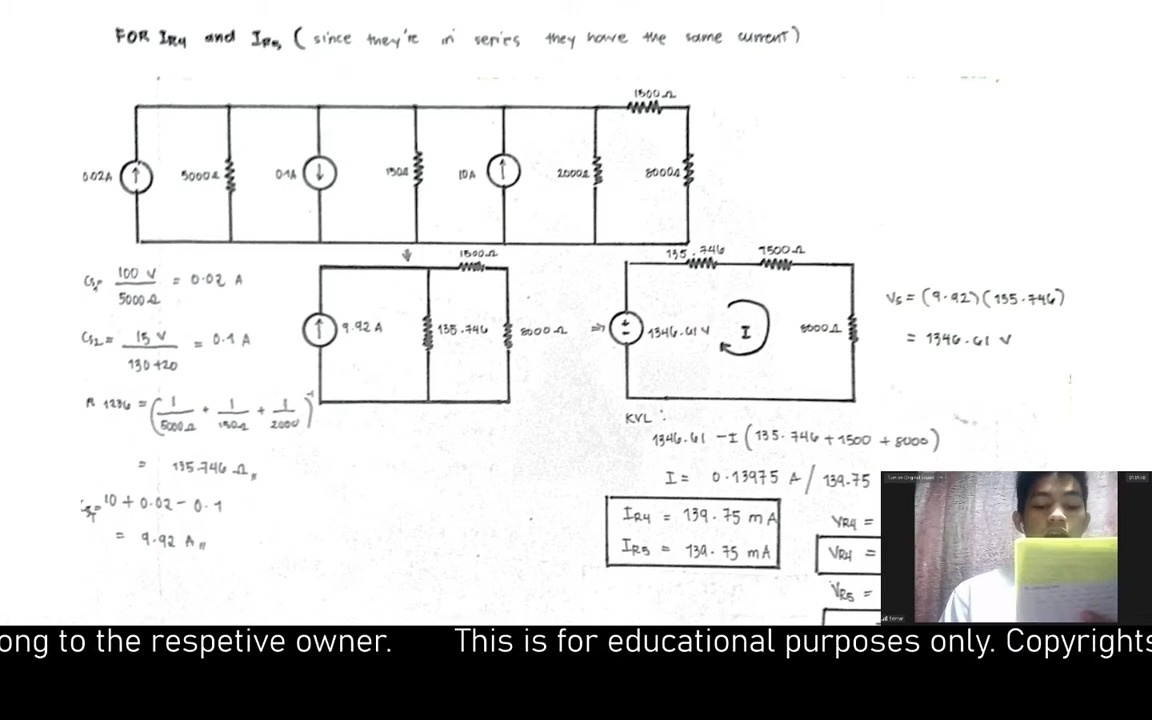 FOR IR4 and IR5 (since they're in series they have the same current)
1500Ω
0.02A
5000Ω
0.1A
150Ω
10A
2000Ω
8000Ω
CS1= 100 V / 5000Ω = 0.02 A
CS2= 15 V / 130+20 = 0.1 A
R 1236 = (1/5000Ω + 1/150Ω + 1/2000)⁻¹
= 135.746 Ω
10 + 0.02 - 0.1
= 9.92 A
1500Ω
9.92 A
135.746
8000 Ω
135.746
1500Ω
1346.61 V
I
8000Ω
VS = (9.92)(135.746)
= 1346.61 V
KVL :
1346.61 - I (135.746 + 1500 + 8000)
I = 0.13975 A / 139.75
IR4 = 139.75 mA
IR5 = 139.75 mA
VR4 =
VR4 =
VR5 =
ong to the respetive owner. This is for educational purposes only. Copyrights